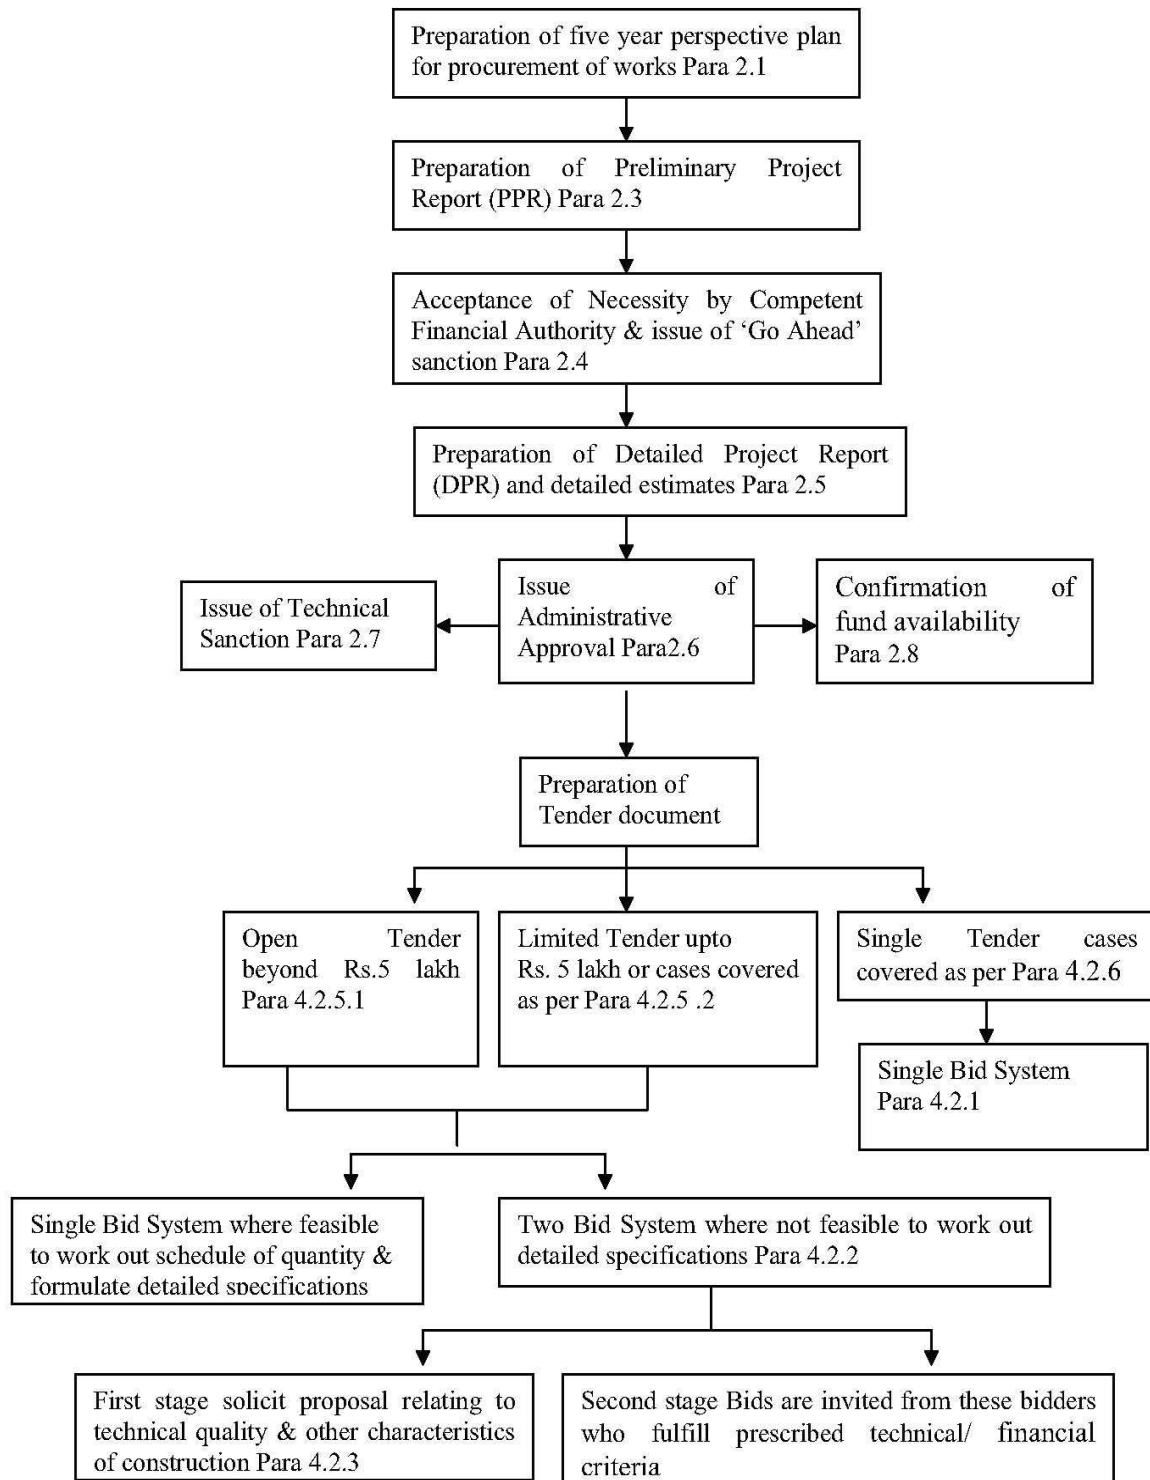 Preparation of five year perspective plan
for procurement of works Para 2.1
Preparation of Preliminary Project
Report (PPR) Para 2.3
Acceptance of Necessity by Competent
Financial Authority & issue of ‘Go Ahead’
sanction Para 2.4
Preparation of Detailed Project Report
(DPR) and detailed estimates Para 2.5
Issue of Technical
Sanction Para 2.7
Issue of
Administrative
Approval Para2.6
Confirmation of
fund availability
Para 2.8
Preparation of
Tender document
Open Tender
beyond Rs.5 lakh
Para 4.2.5.1
Limited Tender upto
Rs. 5 lakh or cases covered
as per Para 4.2.5 .2
Single Tender cases
covered as per Para 4.2.6
Single Bid System
Para 4.2.1
Single Bid System where feasible
to work out schedule of quantity &
formulate detailed specifications
Two Bid System where not feasible to work out
detailed specifications Para 4.2.2
First stage solicit proposal relating to
technical quality & other characteristics
of construction Para 4.2.3
Second stage Bids are invited from these bidders
who fulfill prescribed technical/ financial
criteria